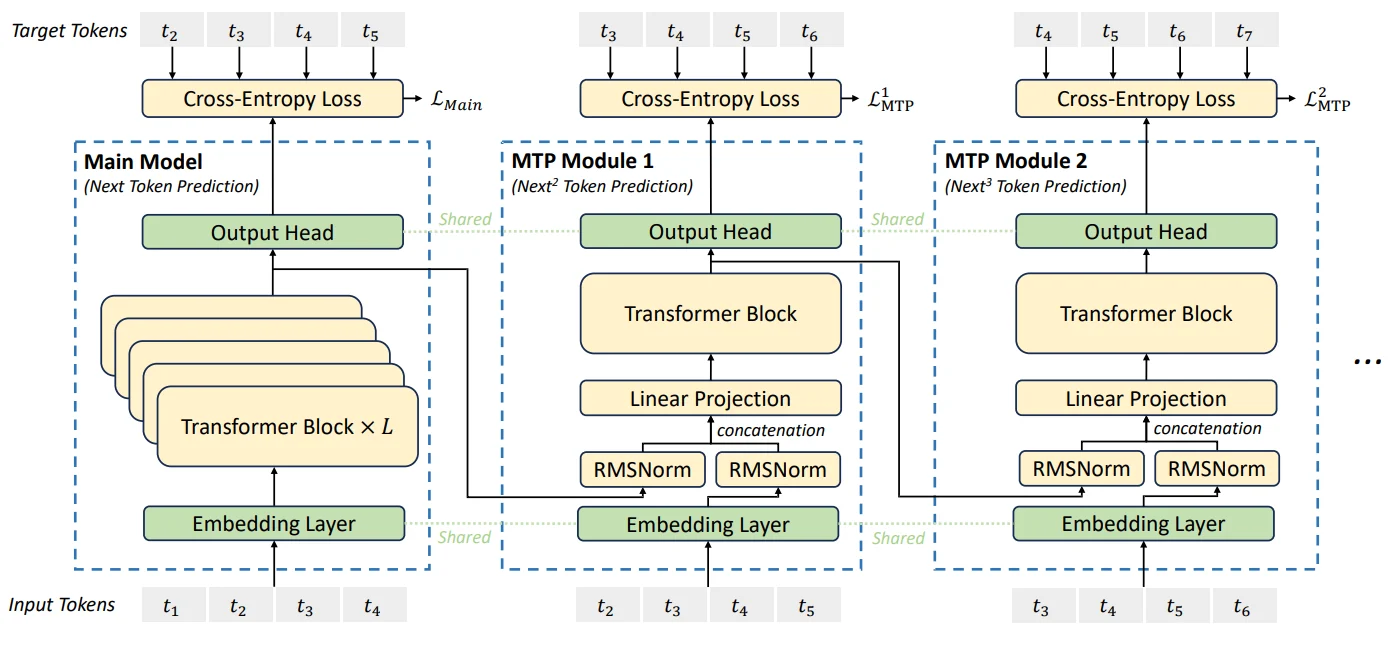 Target Tokens t₂ t₃ t₄ t₅ t₃ t₄ t₅ t₆ t₄ t₅ t₆ t₇
Cross-Entropy Loss ℒ_Main Cross-Entropy Loss ℒ¹_MTP Cross-Entropy Loss ℒ²_MTP
Main Model MTP Module 1 MTP Module 2
(Next Token Prediction) (Next² Token Prediction) (Next³ Token Prediction)
Output Head Shared Output Head Shared Output Head
Transformer Block Transformer Block
...
Linear Projection Linear Projection
Transformer Block × L concatenation concatenation
RMSNorm RMSNorm RMSNorm RMSNorm
Embedding Layer Shared Embedding Layer Shared Embedding Layer
Input Tokens t₁ t₂ t₃ t₄ t₂ t₃ t₄ t₅ t₃ t₄ t₅ t₆